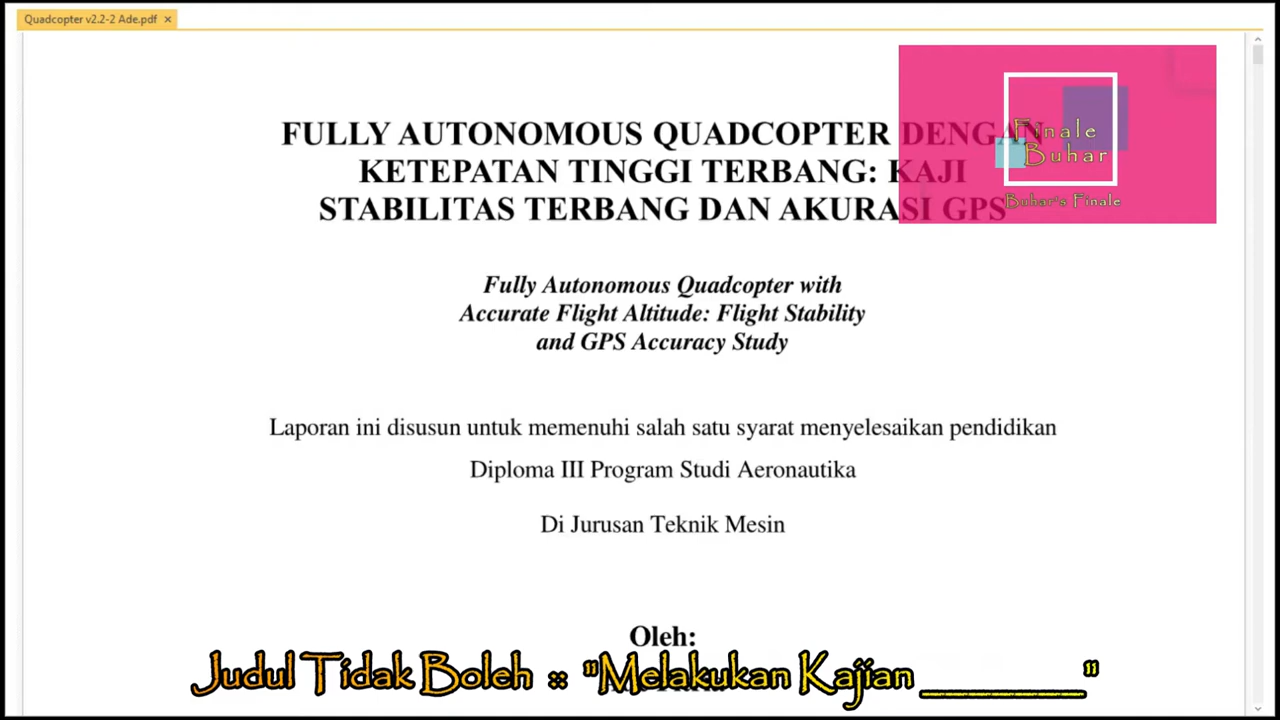 Quadcopter v2.2-2 Ade.pdf
FULLY AUTONOMOUS QUADCOPTER DENGAN
KETEPATAN TINGGI TERBANG: KAJI
STABILITAS TERBANG DAN AKURASI GPS
Finale
Buhar
Buhar's Finale
Fully Autonomous Quadcopter with
Accurate Flight Altitude: Flight Stability
and GPS Accuracy Study
Laporan ini disusun untuk memenuhi salah satu syarat menyelesaikan pendidikan
Diploma III Program Studi Aeronautika
Di Jurusan Teknik Mesin
Oleh:
Judul Tidak Boleh :: "Melakukan Kajian ________"